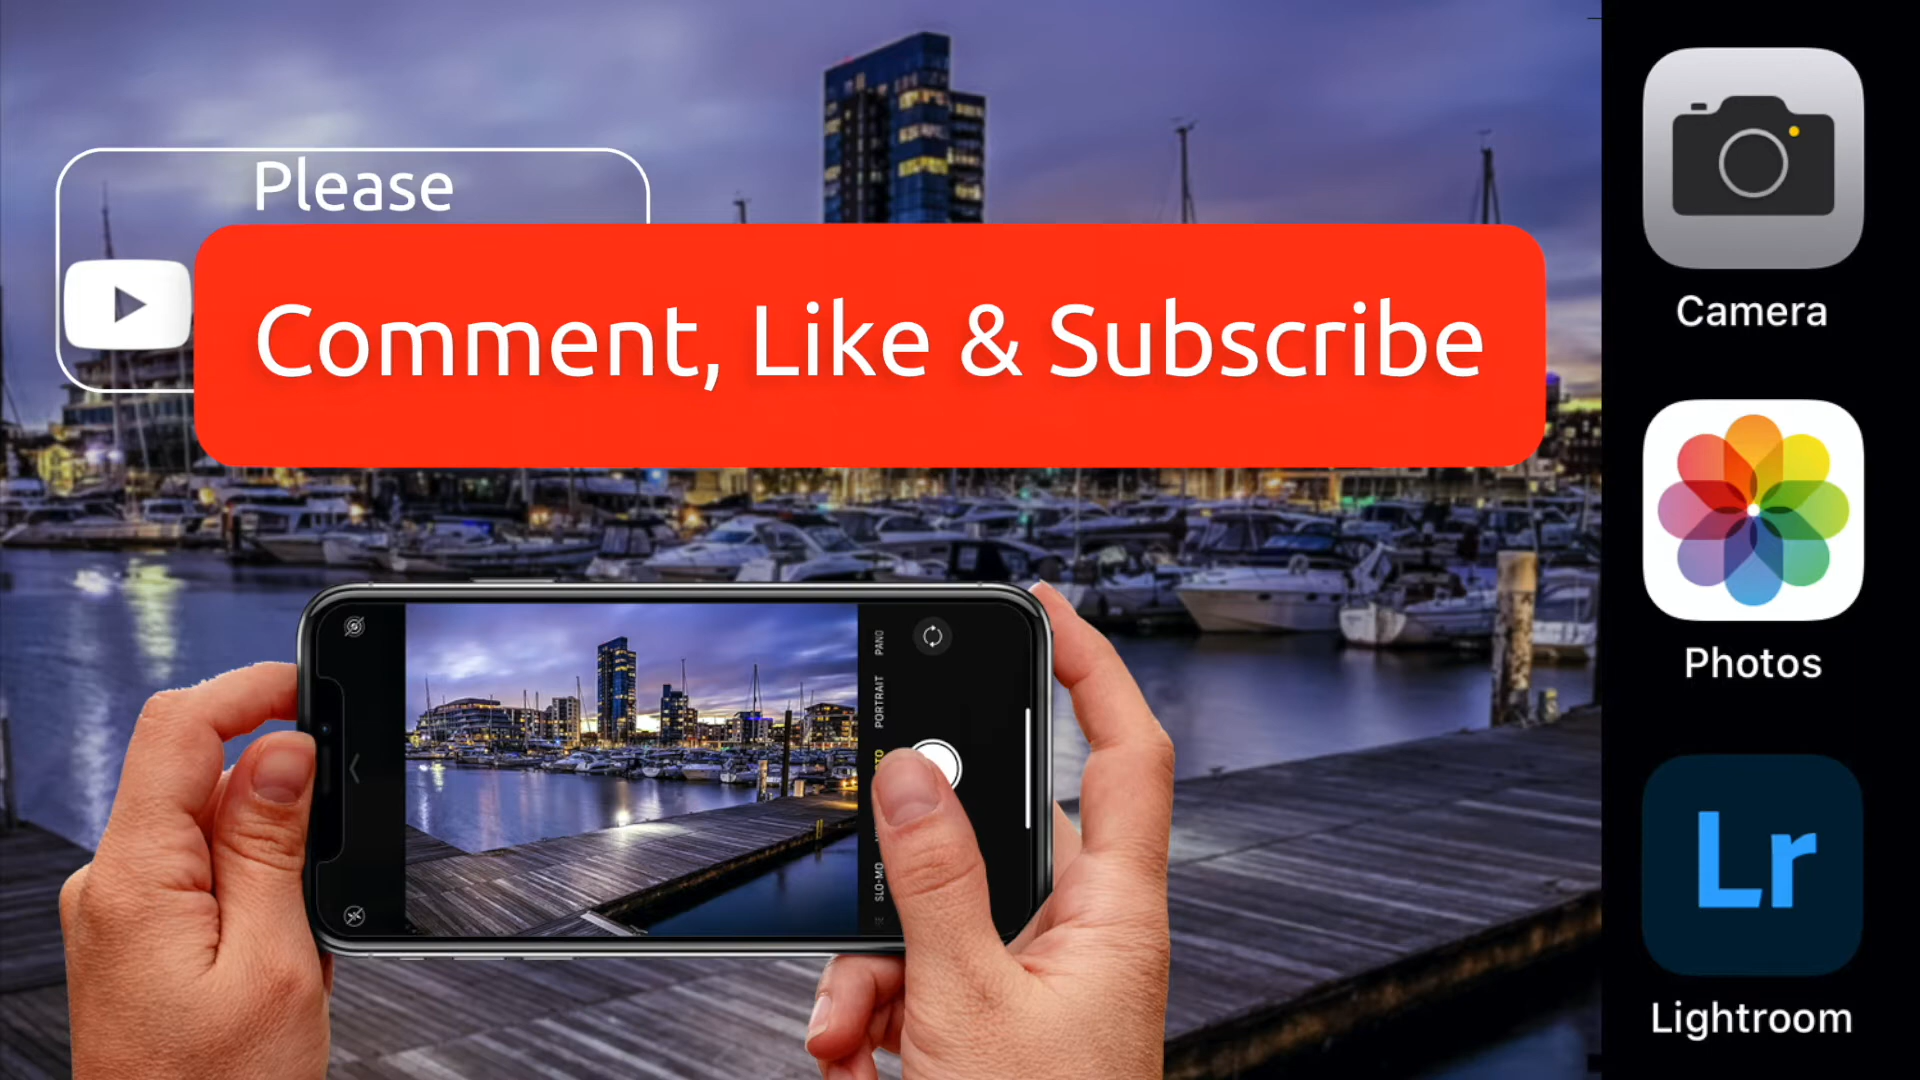 Please
Comment, Like & Subscribe
Camera
Photos
Lr
Lightroom
PANO
PORTRAIT
SLO-MO